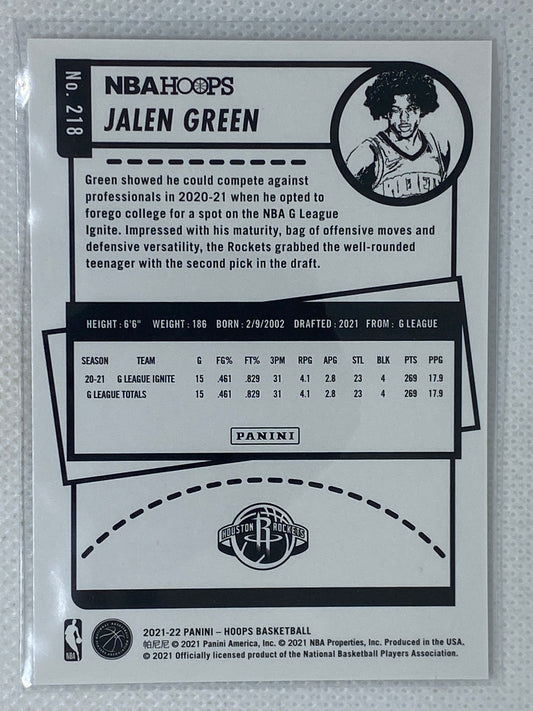 No. 218
NBA HOOPS
JALEN GREEN
Green showed he could compete against
professionals in 2020-21 when he opted to
forego college for a spot on the NBA G League
Ignite. Impressed with his maturity, bag of offensive moves and
defensive versatility, the Rockets grabbed the well-rounded
teenager with the second pick in the draft.
HEIGHT: 6'6" WEIGHT: 186 BORN: 2/9/2002 DRAFTED: 2021 FROM: G LEAGUE
SEASON TEAM G FG% FT% 3PM RPG APG STL BLK PTS PPG
20-21 G LEAGUE IGNITE 15 .461 .829 31 4.1 2.8 23 4 269 17.9
G LEAGUE TOTALS 15 .461 .829 31 4.1 2.8 23 4 269 17.9
PANINI
HOUSTON R ROCKETS
NBA
2021-22 PANINI – HOOPS BASKETBALL
帕尼尼 © 2021 Panini America, Inc. © 2021 NBA Properties, Inc. Produced in the USA.
© 2021 Officially licensed product of the National Basketball Players Association.